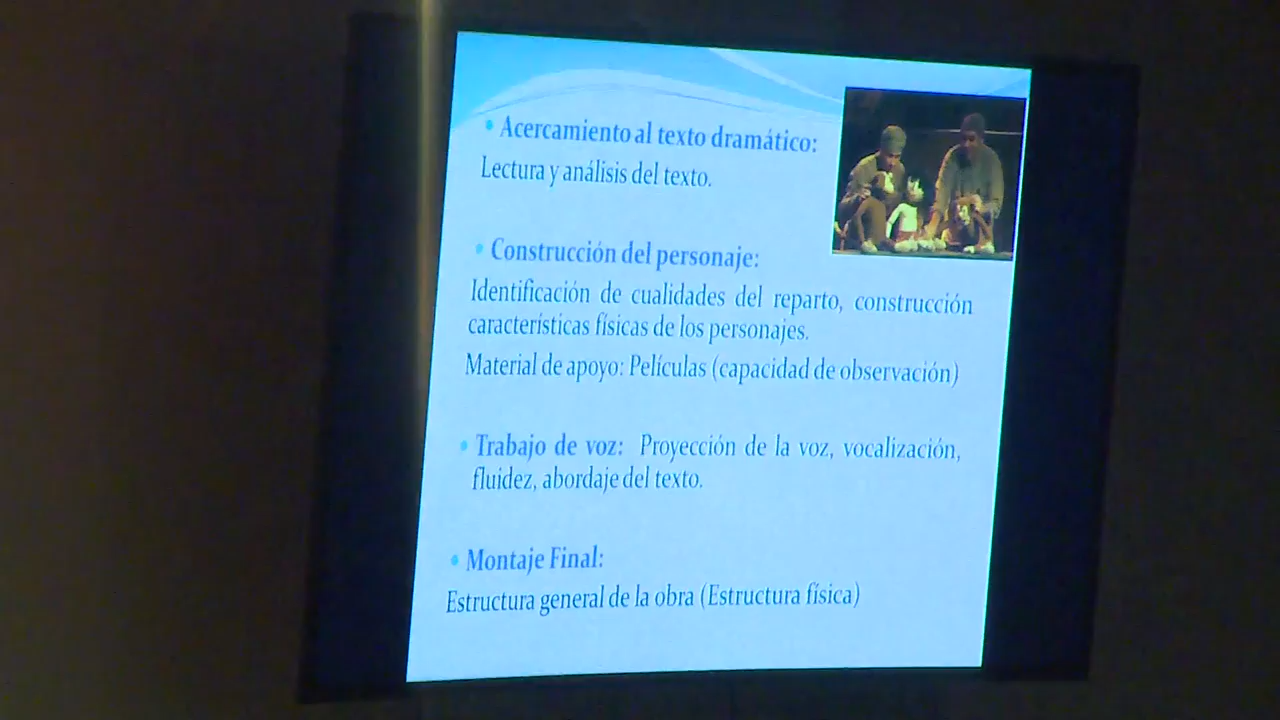 • Acercamiento al texto dramático:
Lectura y análisis del texto.
• Construcción del personaje:
Identificación de cualidades del reparto, construcción
características físicas de los personajes.
Material de apoyo: Películas (capacidad de observación)
• Trabajo de voz: Proyección de la voz, vocalización,
fluidez, abordaje del texto.
• Montaje Final:
Estructura general de la obra (Estructura física)